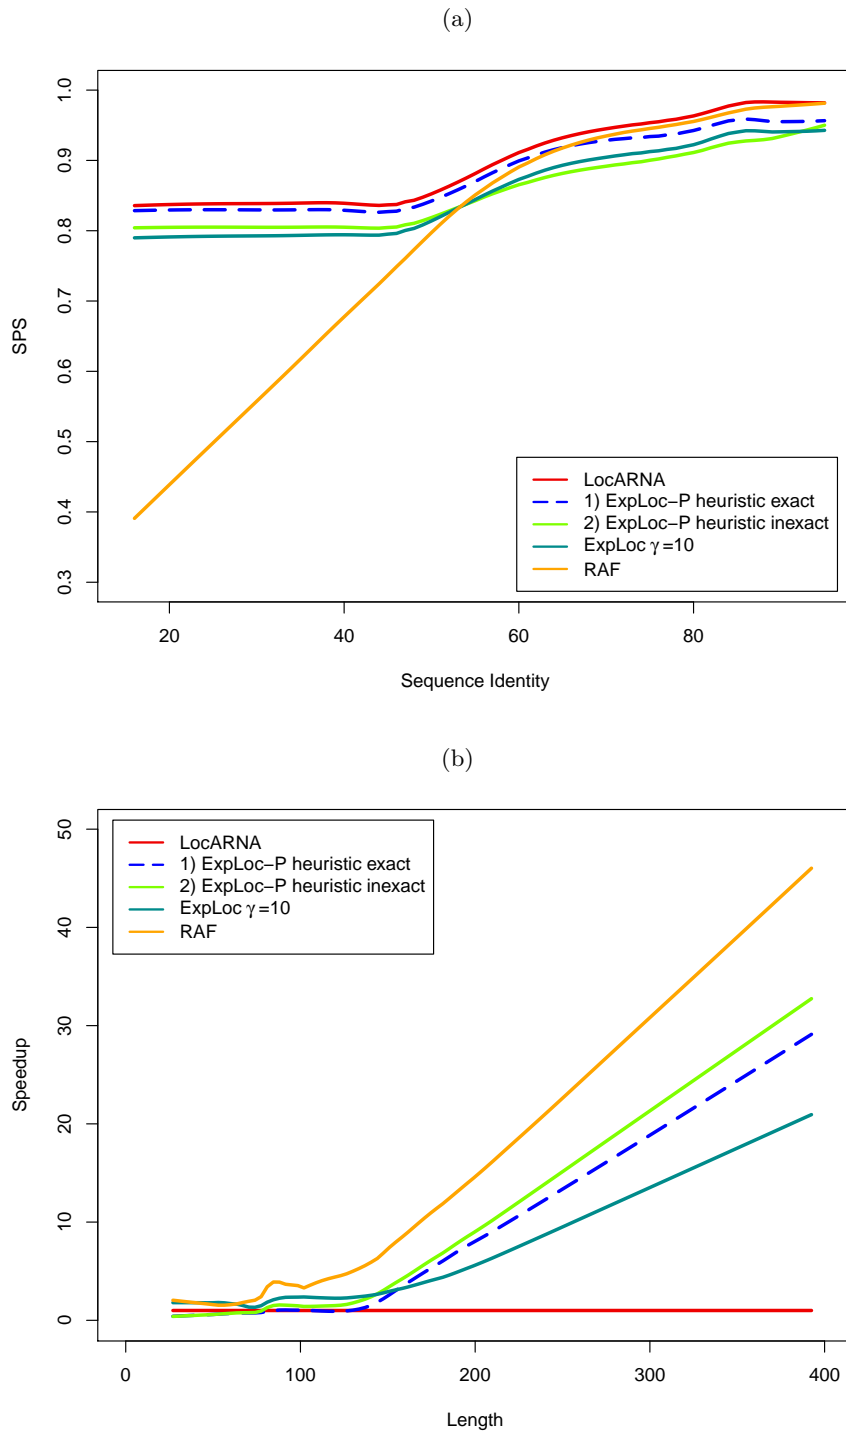 (a)
1.0
0.9
0.8
0.7
0.6
0.5
0.4
0.3
SPS
LocARNA
1) ExpLoc−P heuristic exact
2) ExpLoc−P heuristic inexact
ExpLoc γ=10
RAF
20 40 60 80
Sequence Identity
(b)
50
40
30
20
10
0
Speedup
LocARNA
1) ExpLoc−P heuristic exact
2) ExpLoc−P heuristic inexact
ExpLoc γ=10
RAF
0 100 200 300 400
Length